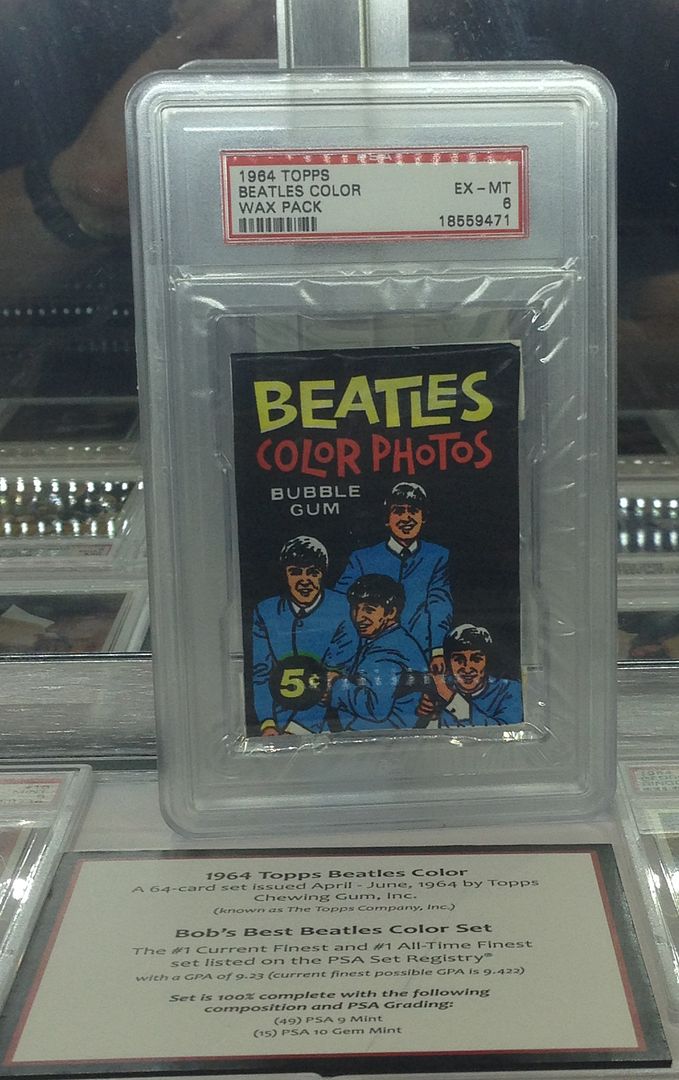 1964 TOPPS
BEATLES COLOR EX - MT
WAX PACK 6
18559471
BEATLES
COLOR PHOTOS
BUBBLE
GUM
5¢
1964 Topps Beatles Color
A 64-card set issued April - June, 1964 by Topps
Chewing Gum, Inc.
(known as The Topps Company, Inc.)
Bob's Best Beatles Color Set
The #1 Current Finest and #1 All-Time Finest
set listed on the PSA Set Registry®
with a GPA of 9.23 (current finest possible GPA is 9.422)
Set is 100% complete with the following
composition and PSA Grading:
(49) PSA 9 Mint
(15) PSA 10 Gem Mint